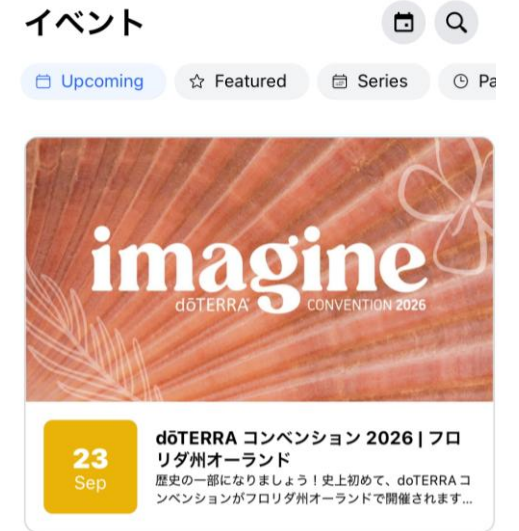 イベント
Upcoming Featured Series Pa
imagine
dōTERRA® CONVENTION 2026
23
Sep
dōTERRA コンベンション 2026 | フロ
リダ州オーランド
歴史の一部になりましょう！史上初めて、doTERRA コ
ンベンションがフロリダ州オーランドで開催されます...